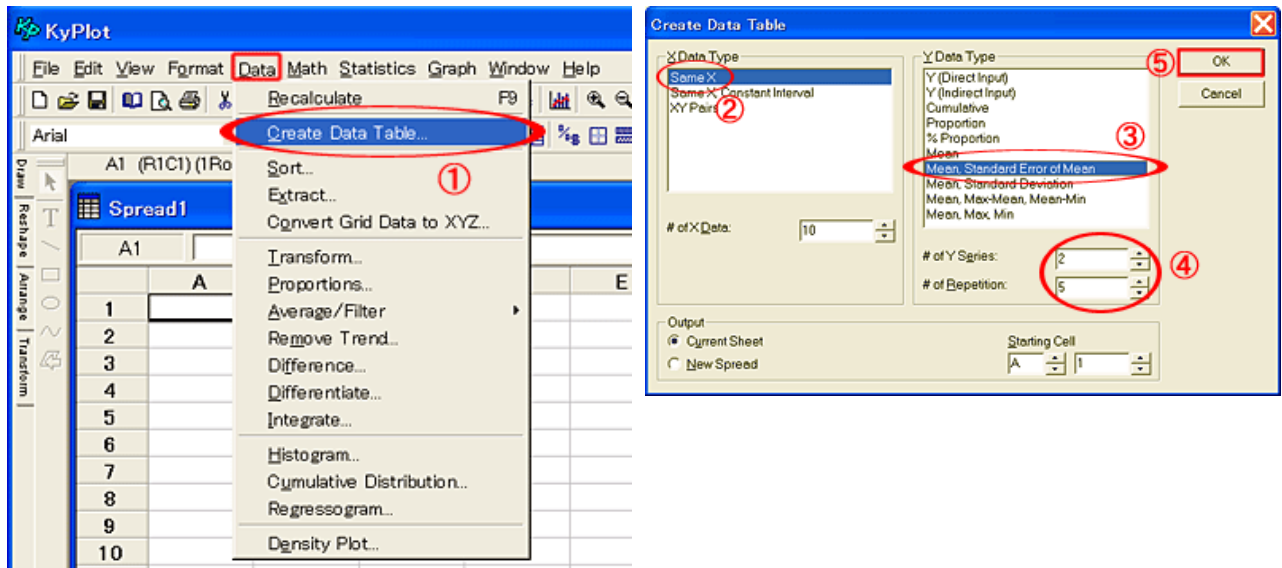 KyPlot
File Edit View Format Data Math Statistics Graph Window Help
Recalculate F9
Arial
Create Data Table...
A1 (R1C1) (1Ro
Sort...
①
Extract...
Convert Grid Data to XYZ...
Spread1
A1
Transform...
A
E
Proportions...
1
Average/Filter
2
Remove Trend...
3
Difference...
4
Differentiate...
5
Integrate...
6
Histogram...
7
Cumulative Distribution...
8
Regressogram...
9
Density Plot...
10
Draw
Reshape
Arrange
Transform
T
Create Data Table
X Data Type
Same X
Same X, Constant Interval
XY Pairs
②
# of X Data: 10
Y Data Type
Y (Direct Input)
Y (Indirect Input)
Cumulative
Proportion
% Proportion
③
Mean
Mean, Standard Error of Mean
Mean, Standard Deviation
Mean, Max-Mean, Mean-Min
Mean, Max, Min
# of Y Series: 2
④
# of Repetition: 5
⑤
OK
Cancel
Output
Current Sheet
New Spread
Starting Cell
A 1